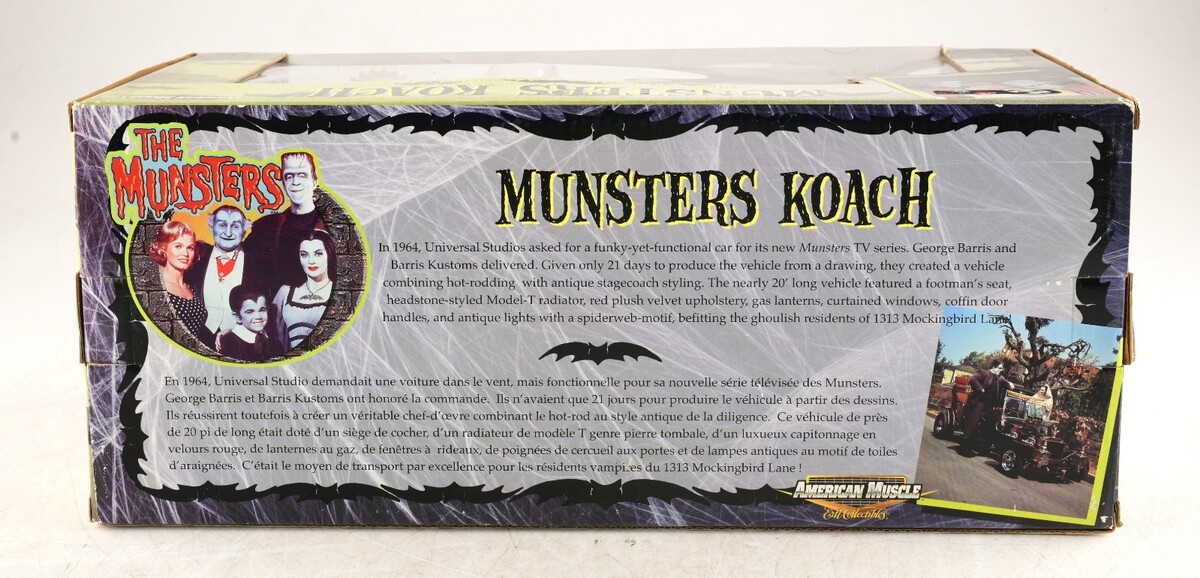 MUNSTERS KOACH
THE
MUNSTERS
MUNSTERS KOACH
In 1964, Universal Studios asked for a funky-yet-functional car for its new Munsters TV series. George Barris and
Barris Kustoms delivered. Given only 21 days to produce the vehicle from a drawing, they created a vehicle
combining hot-rodding with antique stagecoach styling. The nearly 20' long vehicle featured a footman's seat,
headstone-styled Model-T radiator, red plush velvet upholstery, gas lanterns, curtained windows, coffin door
handles, and antique lights with a spiderweb-motif, befitting the ghoulish residents of 1313 Mockingbird Lane!
En 1964, Universal Studio demandait une voiture dans le vent, mais fonctionnelle pour sa nouvelle série télévisée des Munsters.
George Barris et Barris Kustoms ont honoré la commande. Ils n'avaient que 21 jours pour produire le véhicule à partir des dessins.
Ils réussirent toutefois à créer un véritable chef-d'œvre combinant le hot-rod au style antique de la diligence. Ce véhicule de près
de 20 pi de long était doté d'un siège de cocher, d'un radiateur de modèle T genre pierre tombale, d'un luxueux capitonnage en
velours rouge, de lanternes au gaz, de fenêtres à rideaux, de poignées de cercueil aux portes et de lampes antiques au motif de toiles
d'araignées. C'était le moyen de transport par excellence pour les résidents vampires du 1313 Mockingbird Lane !
AMERICAN MUSCLE
Ertl Collectibles